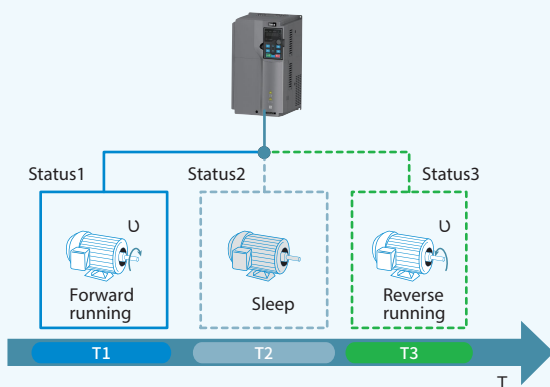 Status1
Status2
Status3
Forward
running
Sleep
Reverse
running
T1
T2
T3
T